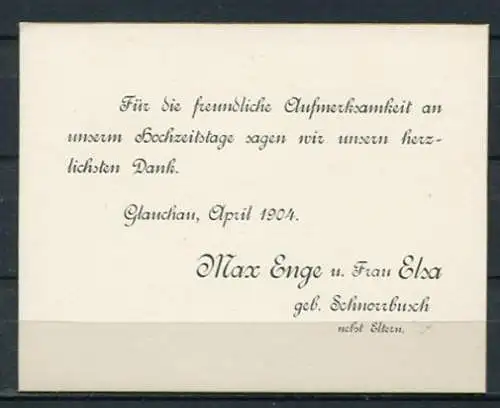 Für die freundliche Aufmerksamkeit an
unserm Hochzeitstage sagen wir unsern herz-
lichsten Dank.
Glauchau, April 1904.
Max Enge u. Frau Elsa
geb. Schnorrbusch
nebst Eltern.